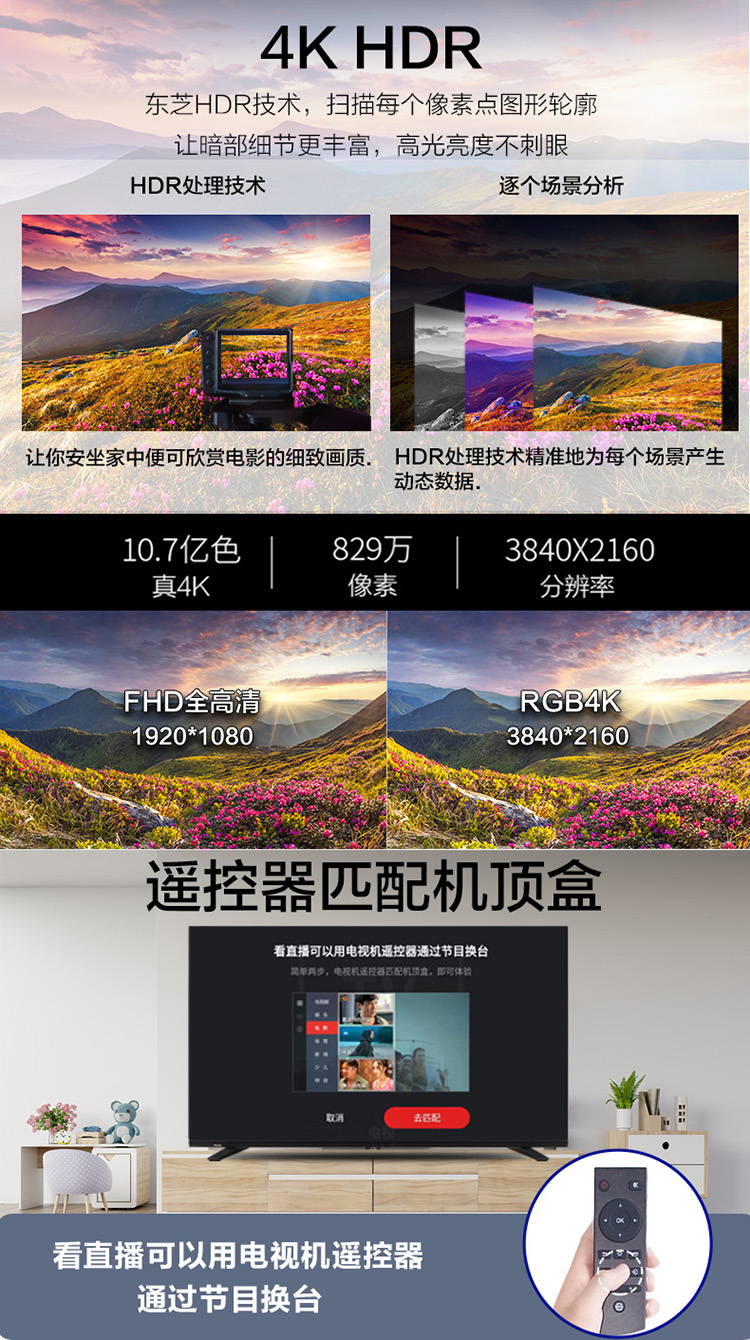 4K HDR
东芝HDR技术，扫描每个像素点图形轮廓
让暗部细节更丰富，高光亮度不刺眼
HDR处理技术
逐个场景分析
让你安坐家中便可欣赏电影的细致画质.
HDR处理技术精准地为每个场景产生
动态数据.
10.7亿色
真4K
829万
像素
3840X2160
分辨率
FHD全高清
1920*1080
RGB4K
3840*2160
遥控器匹配机顶盒
看直播可以用电视机遥控器通过节目换台
简单两步，电视机遥控器匹配机顶盒，即可体验
取消
去匹配
OK
看直播可以用电视机遥控器
通过节目换台